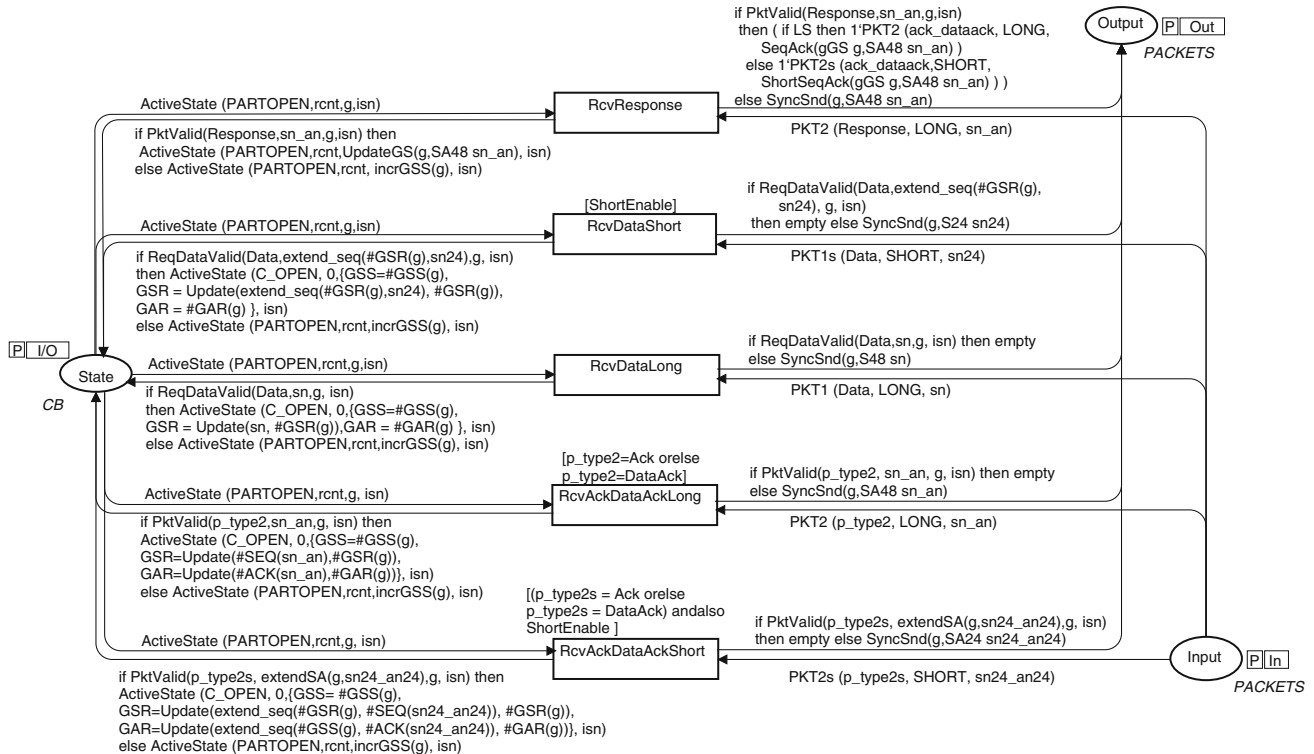 if PktValid(Response,sn_an,g,isn)
then ( if LS then 1‘PKT2 (ack_dataack, LONG,
SeqAck(gGS g,SA48 sn_an) )
else 1‘PKT2s (ack_dataack,SHORT,
ShortSeqAck(gGS g,SA48 sn_an) ) )
else SyncSnd(g,SA48 sn_an)
Output
P Out
PACKETS
ActiveState (PARTOPEN,rcnt,g,isn)
RcvResponse
PKT2 (Response, LONG, sn_an)
if PktValid(Response,sn_an,g,isn) then
ActiveState (PARTOPEN,rcnt,UpdateGS(g,SA48 sn_an), isn)
else ActiveState (PARTOPEN,rcnt, incrGSS(g), isn)
[ShortEnable]
if ReqDataValid(Data,extend_seq(#GSR(g),
sn24), g, isn)
then empty else SyncSnd(g,S24 sn24)
ActiveState (PARTOPEN,rcnt,g,isn)
RcvDataShort
PKT1s (Data, SHORT, sn24)
if ReqDataValid(Data,extend_seq(#GSR(g),sn24),g, isn)
then ActiveState (C_OPEN, 0,{GSS=#GSS(g),
GSR = Update(extend_seq(#GSR(g),sn24), #GSR(g)),
GAR = #GAR(g) }, isn)
else ActiveState (PARTOPEN,rcnt,incrGSS(g), isn)
P I/O
State
CB
ActiveState (PARTOPEN,rcnt,g,isn)
RcvDataLong
if ReqDataValid(Data,sn,g, isn) then empty
else SyncSnd(g,S48 sn)
PKT1 (Data, LONG, sn)
if ReqDataValid(Data,sn,g, isn)
then ActiveState (C_OPEN, 0,{GSS=#GSS(g),
GSR = Update(sn, #GSR(g)),GAR = #GAR(g) }, isn)
else ActiveState (PARTOPEN,rcnt,incrGSS(g), isn)
[p_type2=Ack orelse
p_type2=DataAck]
ActiveState (PARTOPEN,rcnt,g, isn)
RcvAckDataAckLong
if PktValid(p_type2, sn_an, g, isn) then empty
else SyncSnd(g,SA48 sn_an)
PKT2 (p_type2, LONG, sn_an)
if PktValid(p_type2,sn_an,g, isn) then
ActiveState (C_OPEN, 0,{GSS=#GSS(g),
GSR=Update(#SEQ(sn_an),#GSR(g)),
GAR=Update(#ACK(sn_an),#GAR(g))}, isn)
else ActiveState (PARTOPEN,rcnt,incrGSS(g), isn)
[(p_type2s = Ack orelse
p_type2s = DataAck) andalso
ShortEnable ]
ActiveState (PARTOPEN,rcnt,g, isn)
RcvAckDataAckShort
if PktValid(p_type2s, extendSA(g,sn24_an24),g, isn)
then empty else SyncSnd(g,SA24 sn24_an24)
PKT2s (p_type2s, SHORT, sn24_an24)
Input
P In
PACKETS
if PktValid(p_type2s, extendSA(g,sn24_an24),g, isn) then
ActiveState (C_OPEN, 0,{GSS= #GSS(g),
GSR=Update(extend_seq(#GSR(g), #SEQ(sn24_an24)), #GSR(g)),
GAR=Update(extend_seq(#GSS(g), #ACK(sn24_an24)), #GAR(g))}, isn)
else ActiveState (PARTOPEN,rcnt,incrGSS(g), isn)